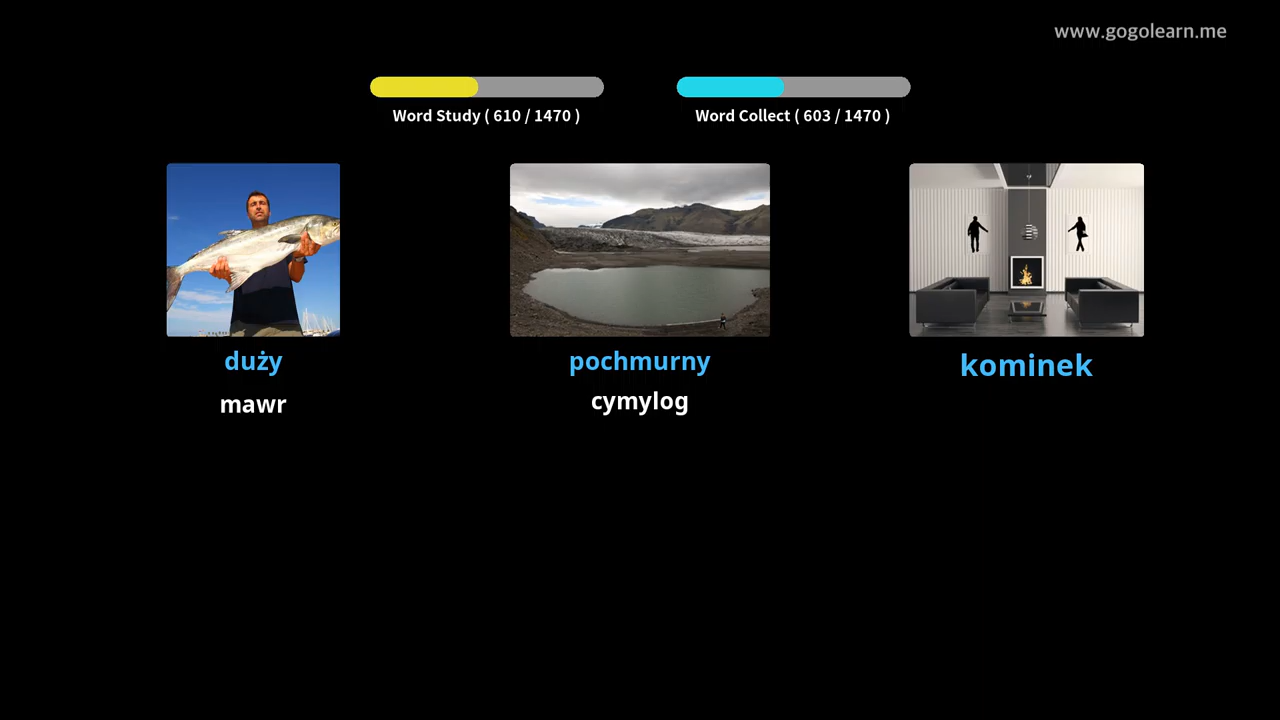 www.gogolearn.me
Word Study ( 610 / 1470 )
Word Collect ( 603 / 1470 )
duży
pochmurny
kominek
mawr
cymylog